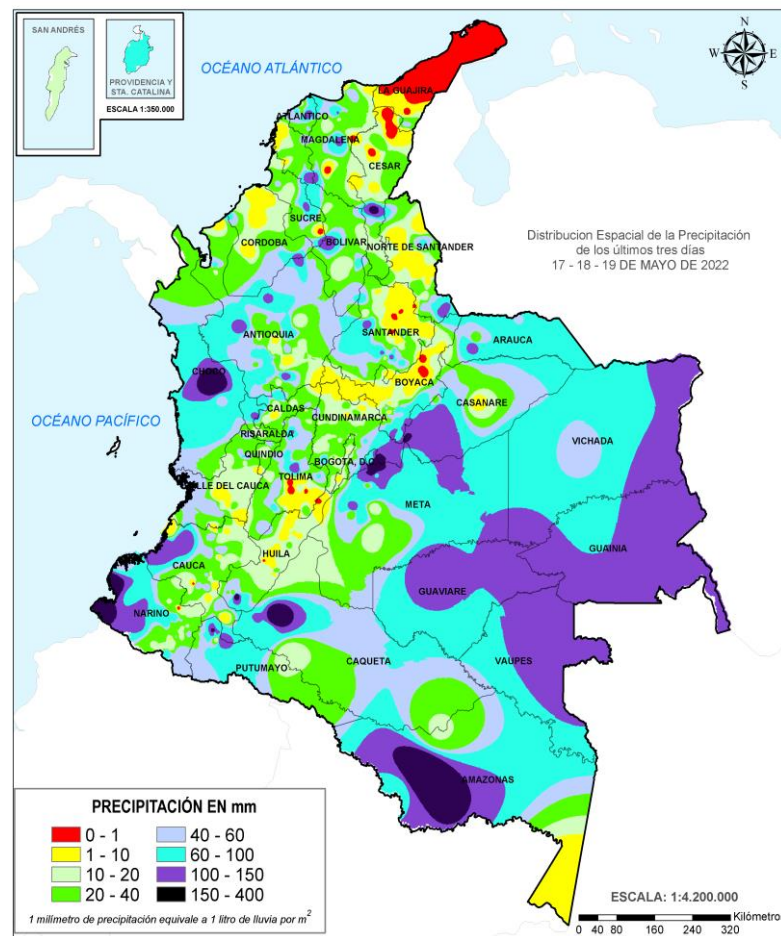 SAN ANDRÉS
PROVIDENCIA Y
STA. CATALINA
ESCALA 1:350.000
OCÉANO ATLÁNTICO
N
W
E
S
LA GUAJIRA
ATLANTICO
MAGDALENA
CESAR
SUCRE
CORDOBA
BOLIVAR
NORTE DE SANTANDER
Distribucion Espacial de la Precipitación
de los últimos tres días
17 - 18 - 19 DE MAYO DE 2022
ANTIOQUIA
SANTANDER
ARAUCA
CHOCO
BOYACA
OCÉANO PACÍFICO
CALDAS
CUNDINAMARCA
CASANARE
RISARALDA
VICHADA
QUINDIO
BOGOTA, D.C.
TOLIMA
VALLE DEL CAUCA
META
GUAINIA
HUILA
CAUCA
GUAVIARE
NARIÑO
VAUPES
CAQUETA
PUTUMAYO
AMAZONAS
PRECIPITACIÓN EN mm
0 - 1
1 - 10
10 - 20
20 - 40
40 - 60
60 - 100
100 - 150
150 - 400
1 milímetro de precipitación equivale a 1 litro de lluvia por m²
ESCALA: 1:4.200.000
Kilómetro
0 40 80 160 240 320